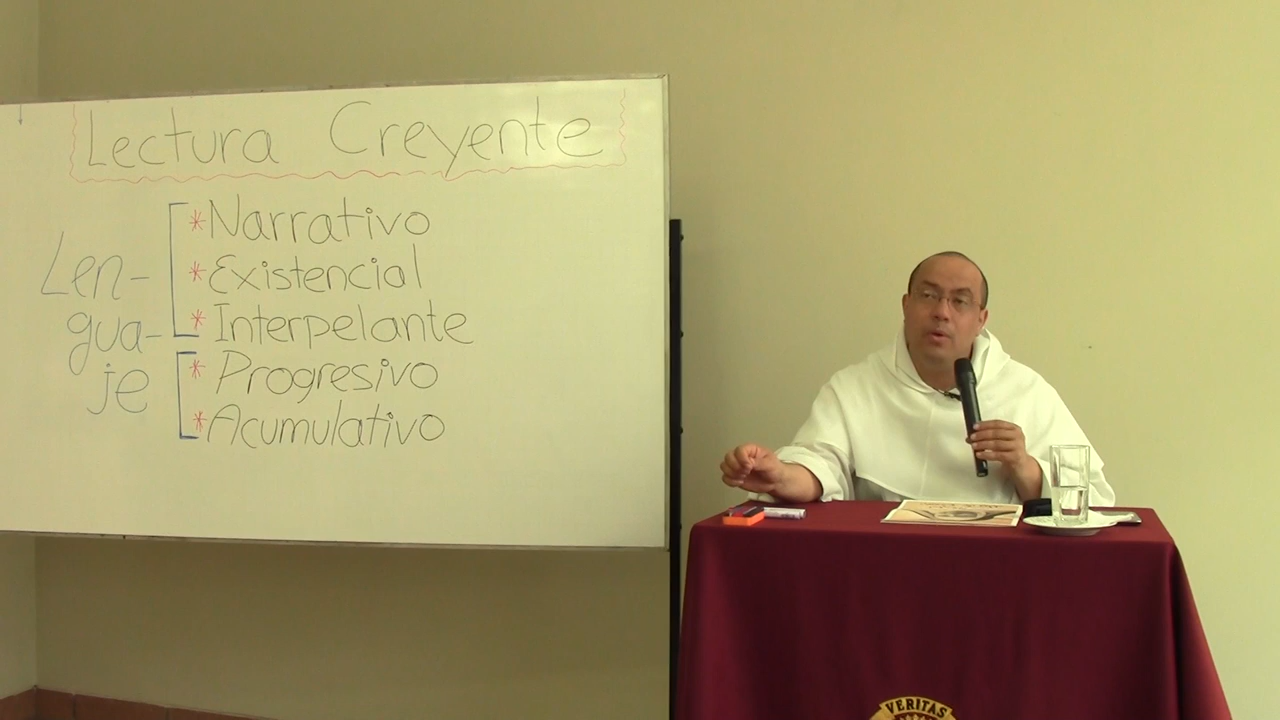 Lectura Creyente
* Narrativo
* Existencial
* Interpelante
* Progresivo
* Acumulativo
Len-
gua-
je
VERITAS